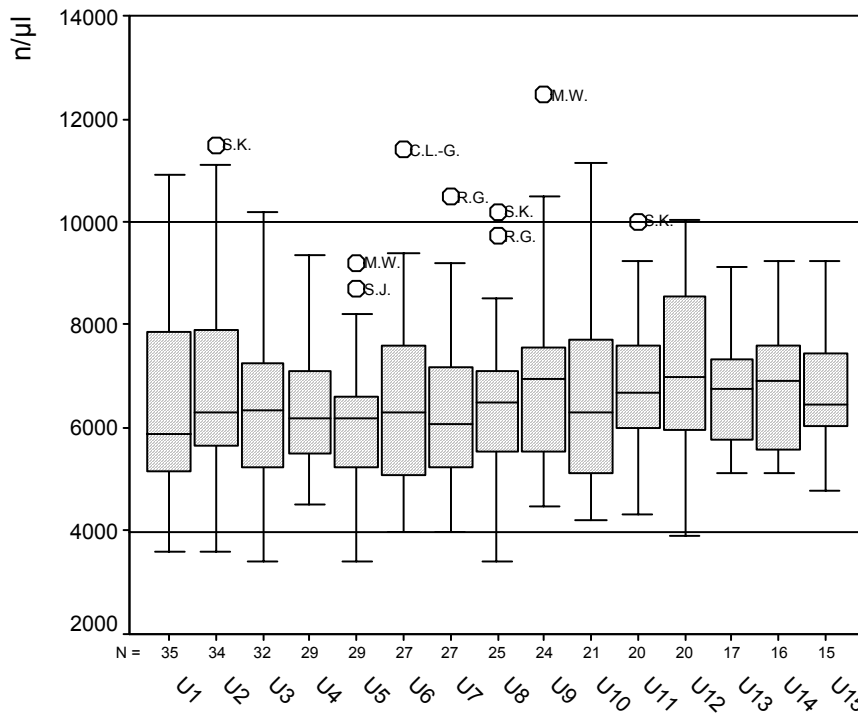 n/µl
14000
12000
10000
8000
6000
4000
2000
S.K.
M.W.
S.J.
C.L.-G.
R.G.
S.K.
R.G.
M.W.
S.K.
N = 35 34 32 29 29 27 27 25 24 21 20 20 17 16 15
U1 U2 U3 U4 U5 U6 U7 U8 U9 U10 U11 U12 U13 U14 U15